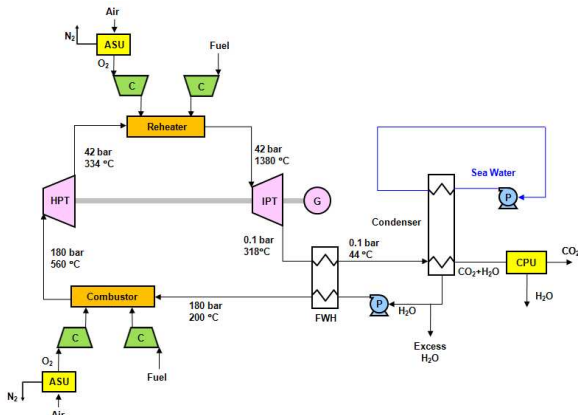 Air
N2
ASU
O2
Fuel
C
C
Reheater
42 bar
334 °C
42 bar
1380 °C
Sea Water
P
HPT
IPT
G
Condenser
0.1 bar
318°C
0.1 bar
44 °C
CPU
CO2
CO2+H2O
180 bar
560 °C
Combustor
180 bar
200 °C
FWH
P
H2O
H2O
Excess
H2O
C
C
O2
Fuel
N2
ASU
Air